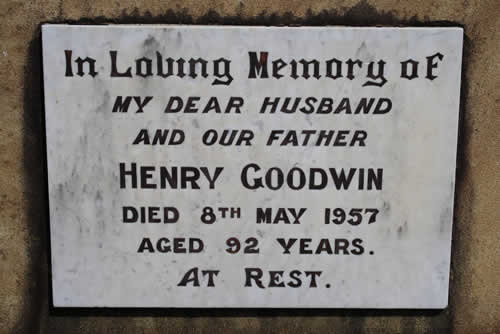 In Loving Memory of
MY DEAR HUSBAND
AND OUR FATHER
HENRY GOODWIN
DIED 8TH MAY 1957
AGED 92 YEARS.
AT REST.